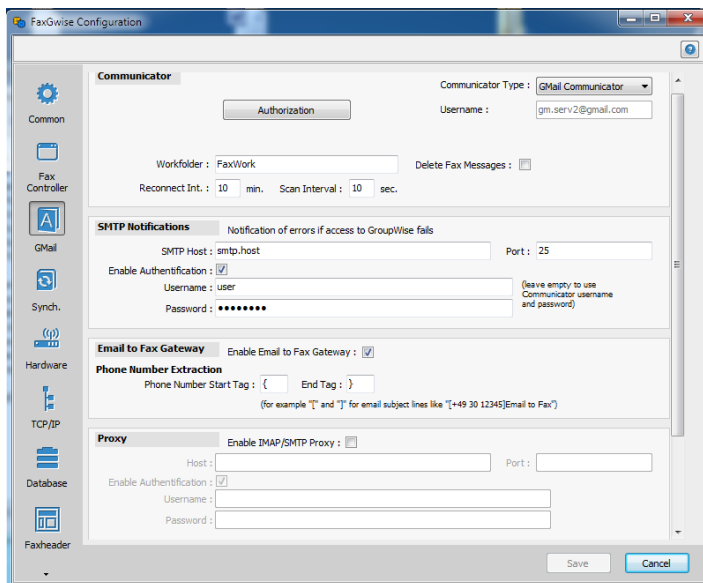 FaxGwise Configuration
Common
Fax
Controller
GMail
Synch.
Hardware
TCP/IP
Database
Faxheader
Communicator
Communicator Type : GMail Communicator
Authorization
Username : gm.serv2@gmail.com
Workfolder : FaxWork
Delete Fax Messages :
Reconnect Int. : 10 min. Scan Interval : 10 sec.
SMTP Notifications Notification of errors if access to GroupWise fails
SMTP Host : smtp.host Port : 25
Enable Authentification :
Username : user
(leave empty to use
Communicator username
and password)
Password : ●●●●●●●●
Email to Fax Gateway Enable Email to Fax Gateway :
Phone Number Extraction
Phone Number Start Tag : { End Tag : }
(for example "[" and "]" for email subject lines like "[+49 30 12345]Email to Fax")
Proxy Enable IMAP/SMTP Proxy :
Host : Port :
Enable Authentification :
Username :
Password :
Save Cancel